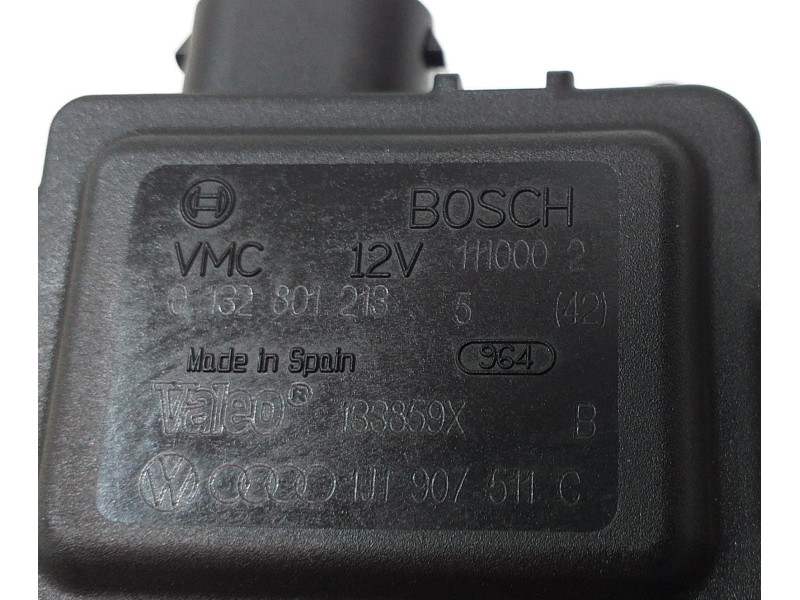 BOSCH
VMC 12V 111000 2
0 132 801 213 5 (42)
Made in Spain 964
Valeo® 133859X B
1J1 907 511 C